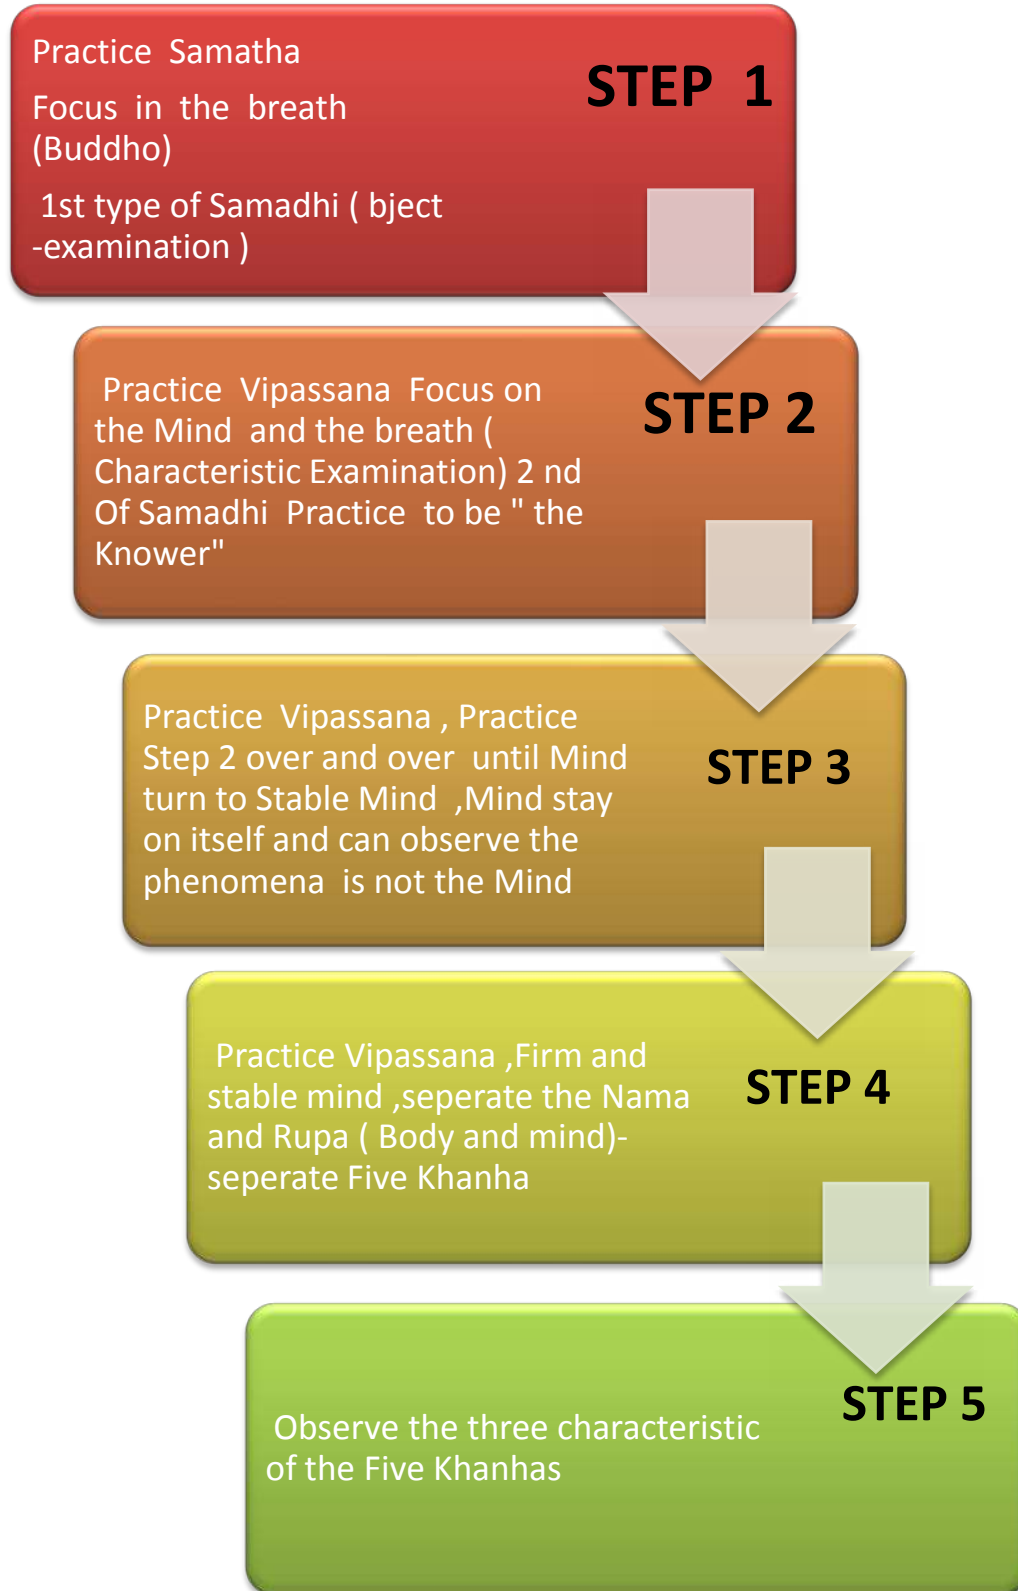 Practice Samatha
STEP 1
Focus in the breath
(Buddho)
1st type of Samadhi ( bject
-examination )
Practice Vipassana Focus on
STEP 2
the Mind and the breath (
Characteristic Examination) 2 nd
Of Samadhi Practice to be " the
Knower"
Practice Vipassana , Practice
Step 2 over and over until Mind
STEP 3
turn to Stable Mind ,Mind stay
on itself and can observe the
phenomena is not the Mind
Practice Vipassana ,Firm and
STEP 4
stable mind ,seperate the Nama
and Rupa ( Body and mind)-
seperate Five Khanha
STEP 5
Observe the three characteristic
of the Five Khanhas